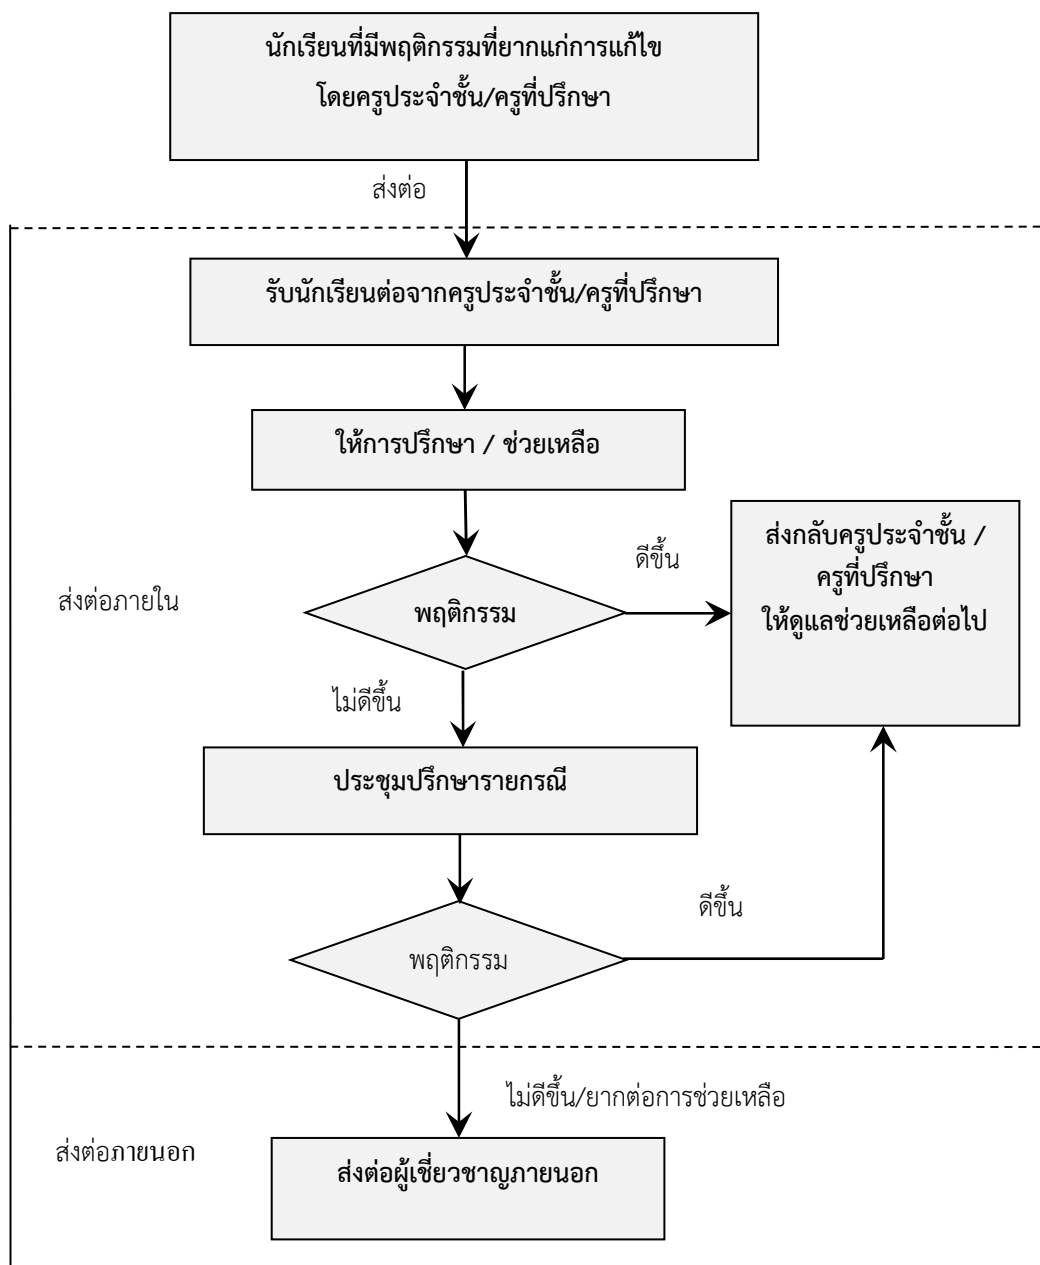 นักเรียนที่มีพฤติกรรมที่ยากแก่การแก้ไข
โดยครูประจำชั้น/ครูที่ปรึกษา
ส่งต่อ
รับนักเรียนต่อจากครูประจำชั้น/ครูที่ปรึกษา
ให้การปรึกษา / ช่วยเหลือ
ส่งกลับครูประจำชั้น /
ครูที่ปรึกษา
ให้ดูแลช่วยเหลือต่อไป
ดีขึ้น
ส่งต่อภายใน
พฤติกรรม
ไม่ดีขึ้น
ประชุมปรึกษารายกรณี
ดีขึ้น
พฤติกรรม
ไม่ดีขึ้น/ยากต่อการช่วยเหลือ
ส่งต่อภายนอก
ส่งต่อผู้เชี่ยวชาญภายนอก